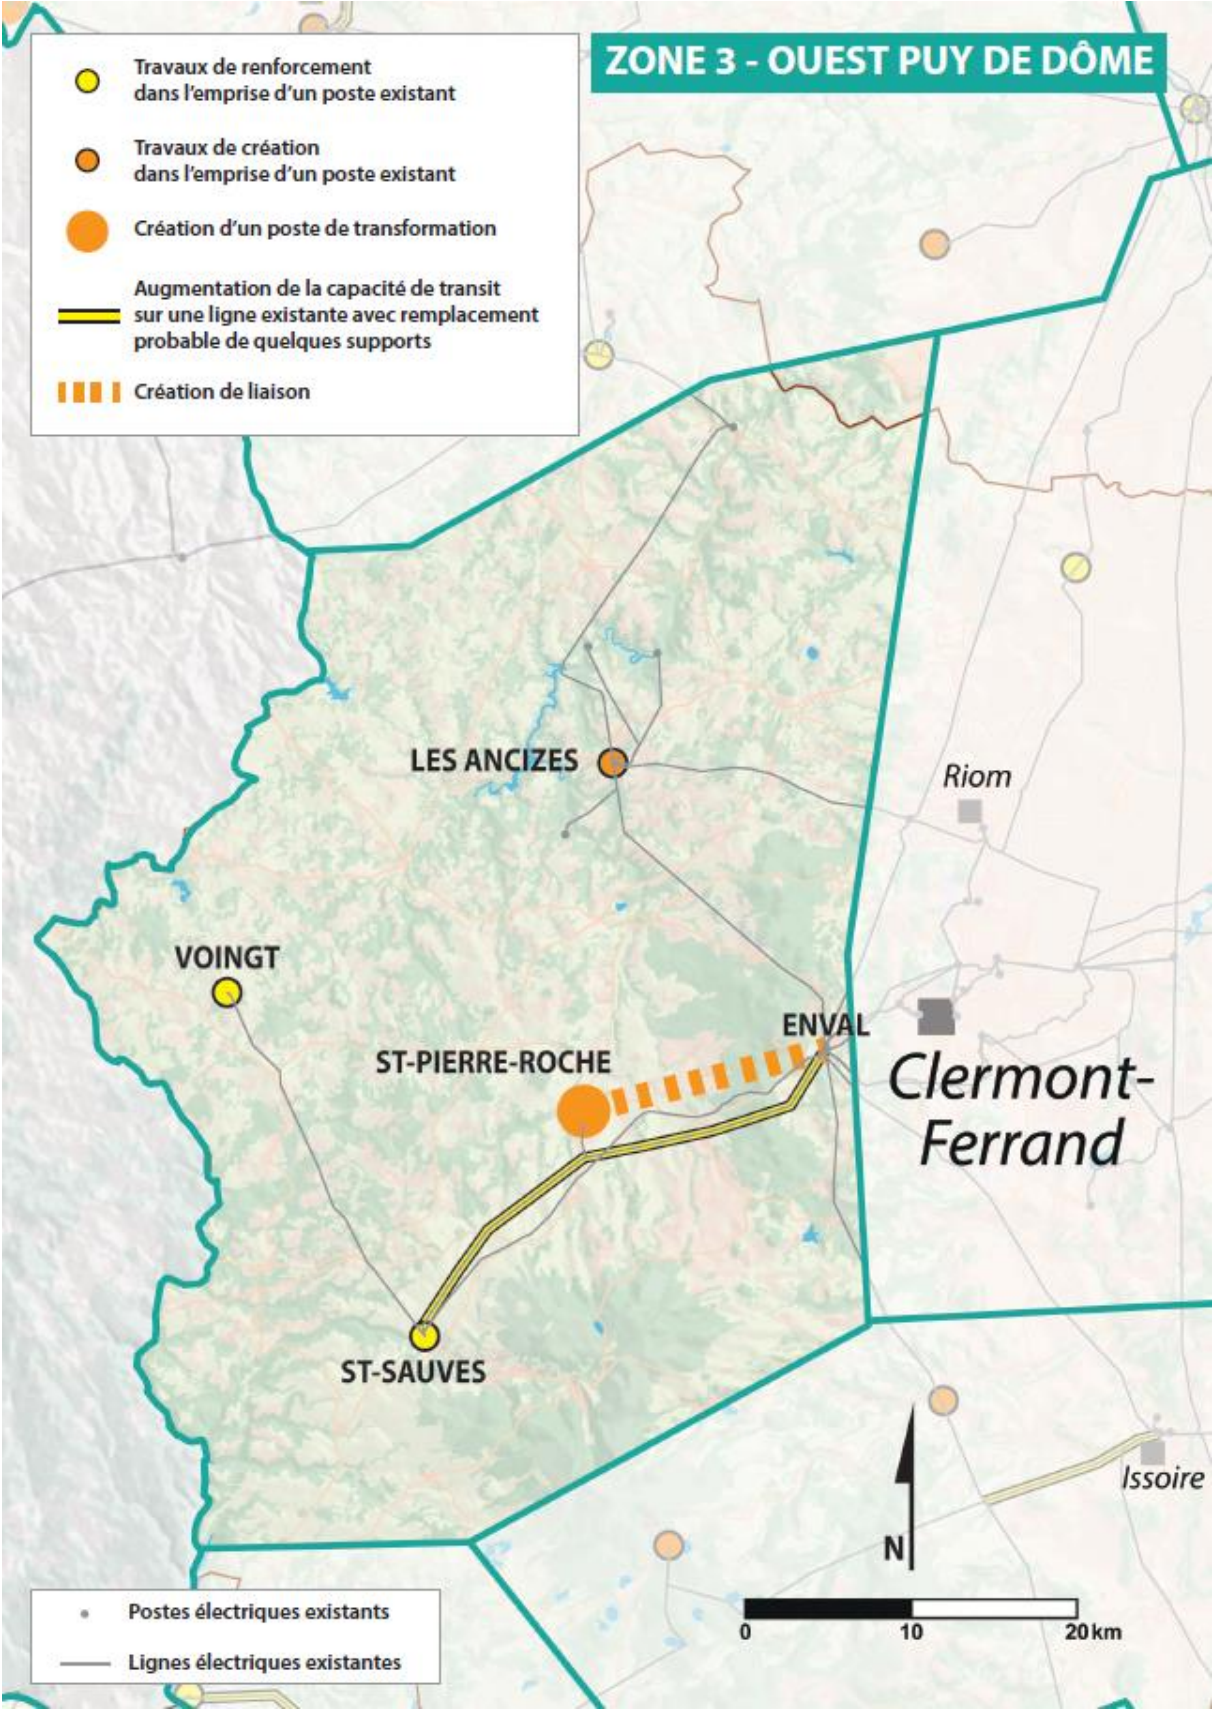 ZONE 3 - OUEST PUY DE DÔME
Travaux de renforcement
dans l'emprise d'un poste existant
Travaux de création
dans l'emprise d'un poste existant
Création d'un poste de transformation
Augmentation de la capacité de transit
sur une ligne existante avec remplacement
probable de quelques supports
Création de liaison
LES ANCIZES
Riom
VOINGT
ENVAL
ST-PIERRE-ROCHE
Clermont-
Ferrand
ST-SAUVES
Issoire
N
Postes électriques existants
Lignes électriques existantes
0 10 20 km